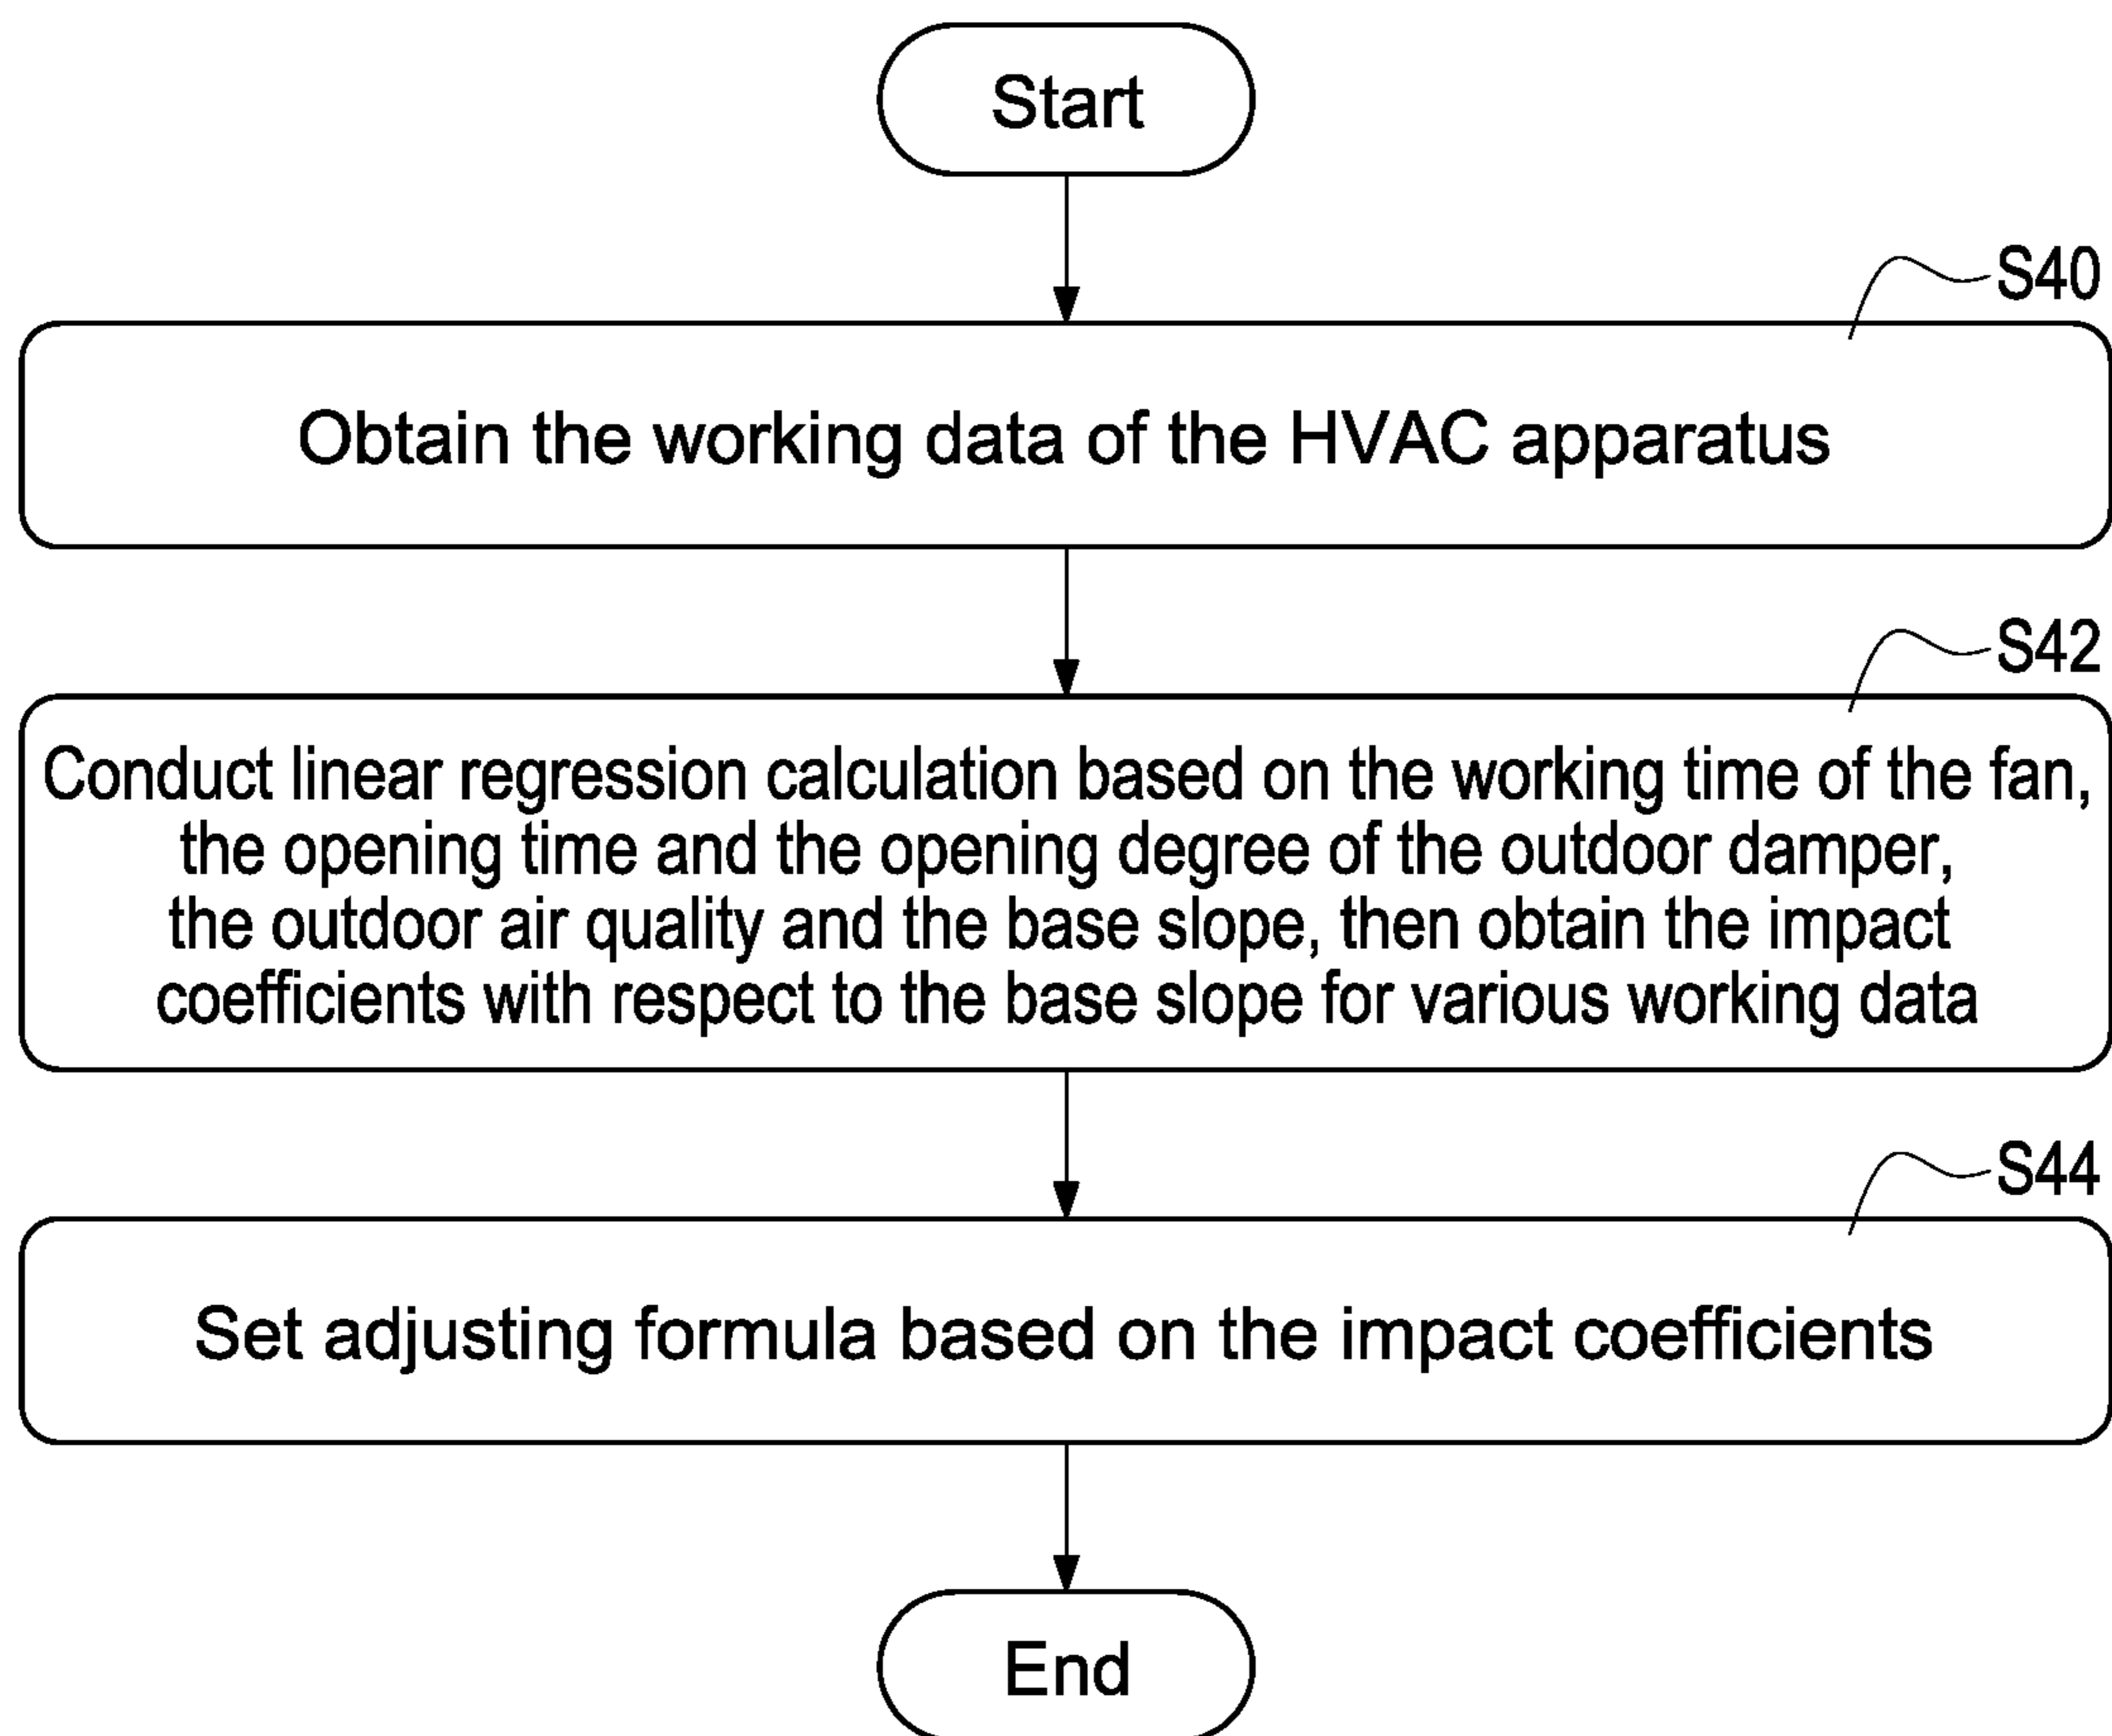 Start
S40
Obtain the working data of the HVAC apparatus
S42
Conduct linear regression calculation based on the working time of the fan,
the opening time and the opening degree of the outdoor damper,
the outdoor air quality and the base slope, then obtain the impact
coefficients with respect to the base slope for various working data
S44
Set adjusting formula based on the impact coefficients
End